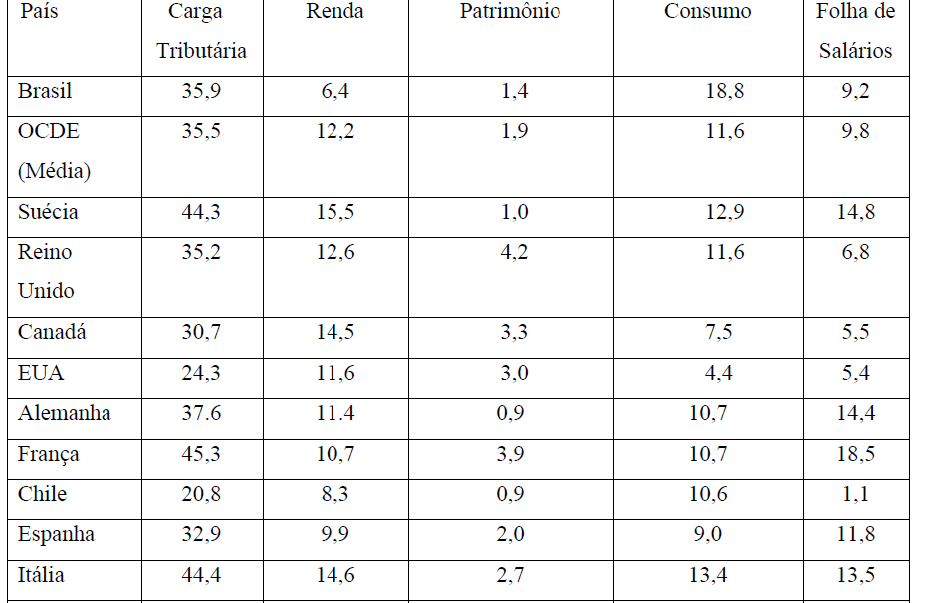 País Carga Renda Patrimônio Consumo Folha de
Tributária Salários
Brasil 35,9 6,4 1,4 18,8 9,2
OCDE 35,5 12,2 1,9 11,6 9,8
(Média)
Suécia 44,3 15,5 1,0 12,9 14,8
Reino 35,2 12,6 4,2 11,6 6,8
Unido
Canadá 30,7 14,5 3,3 7,5 5,5
EUA 24,3 11,6 3,0 4,4 5,4
Alemanha 37.6 11.4 0,9 10,7 14,4
França 45,3 10,7 3,9 10,7 18,5
Chile 20,8 8,3 0,9 10,6 1,1
Espanha 32,9 9,9 2,0 9,0 11,8
Itália 44,4 14,6 2,7 13,4 13,5